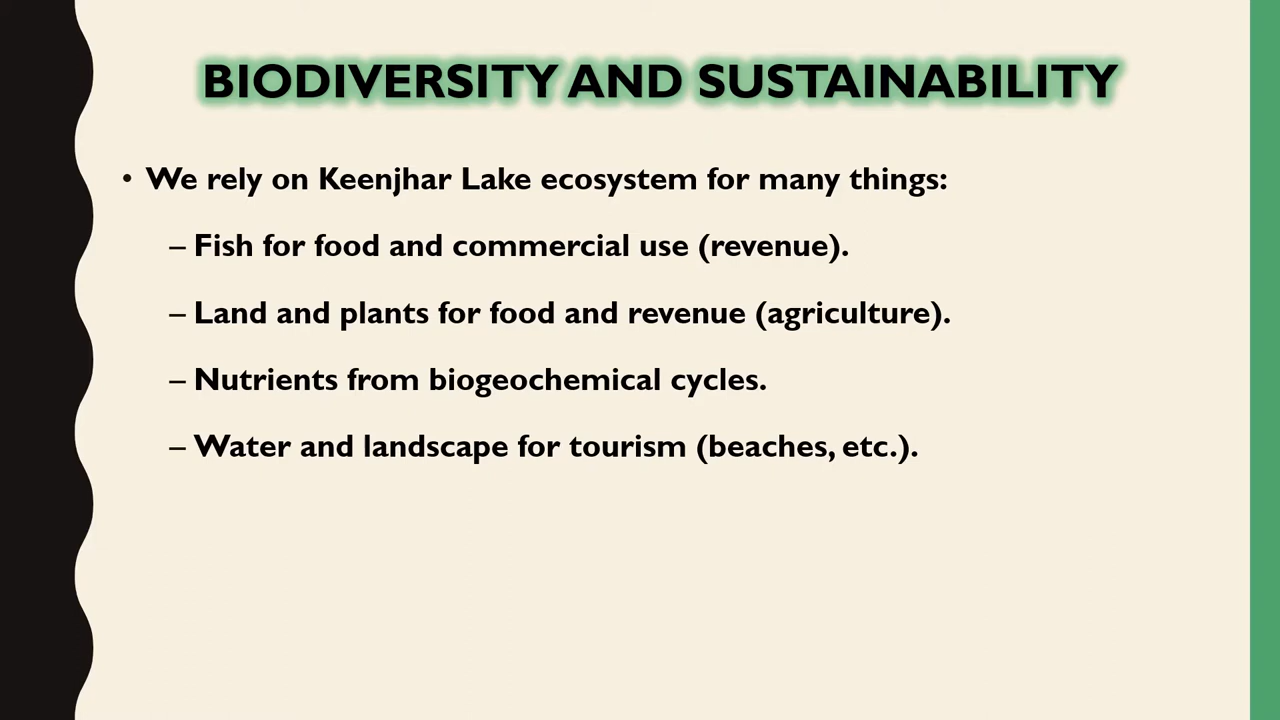 BIODIVERSITY AND SUSTAINABILITY
• We rely on Keenjhar Lake ecosystem for many things:
– Fish for food and commercial use (revenue).
– Land and plants for food and revenue (agriculture).
– Nutrients from biogeochemical cycles.
– Water and landscape for tourism (beaches, etc.).